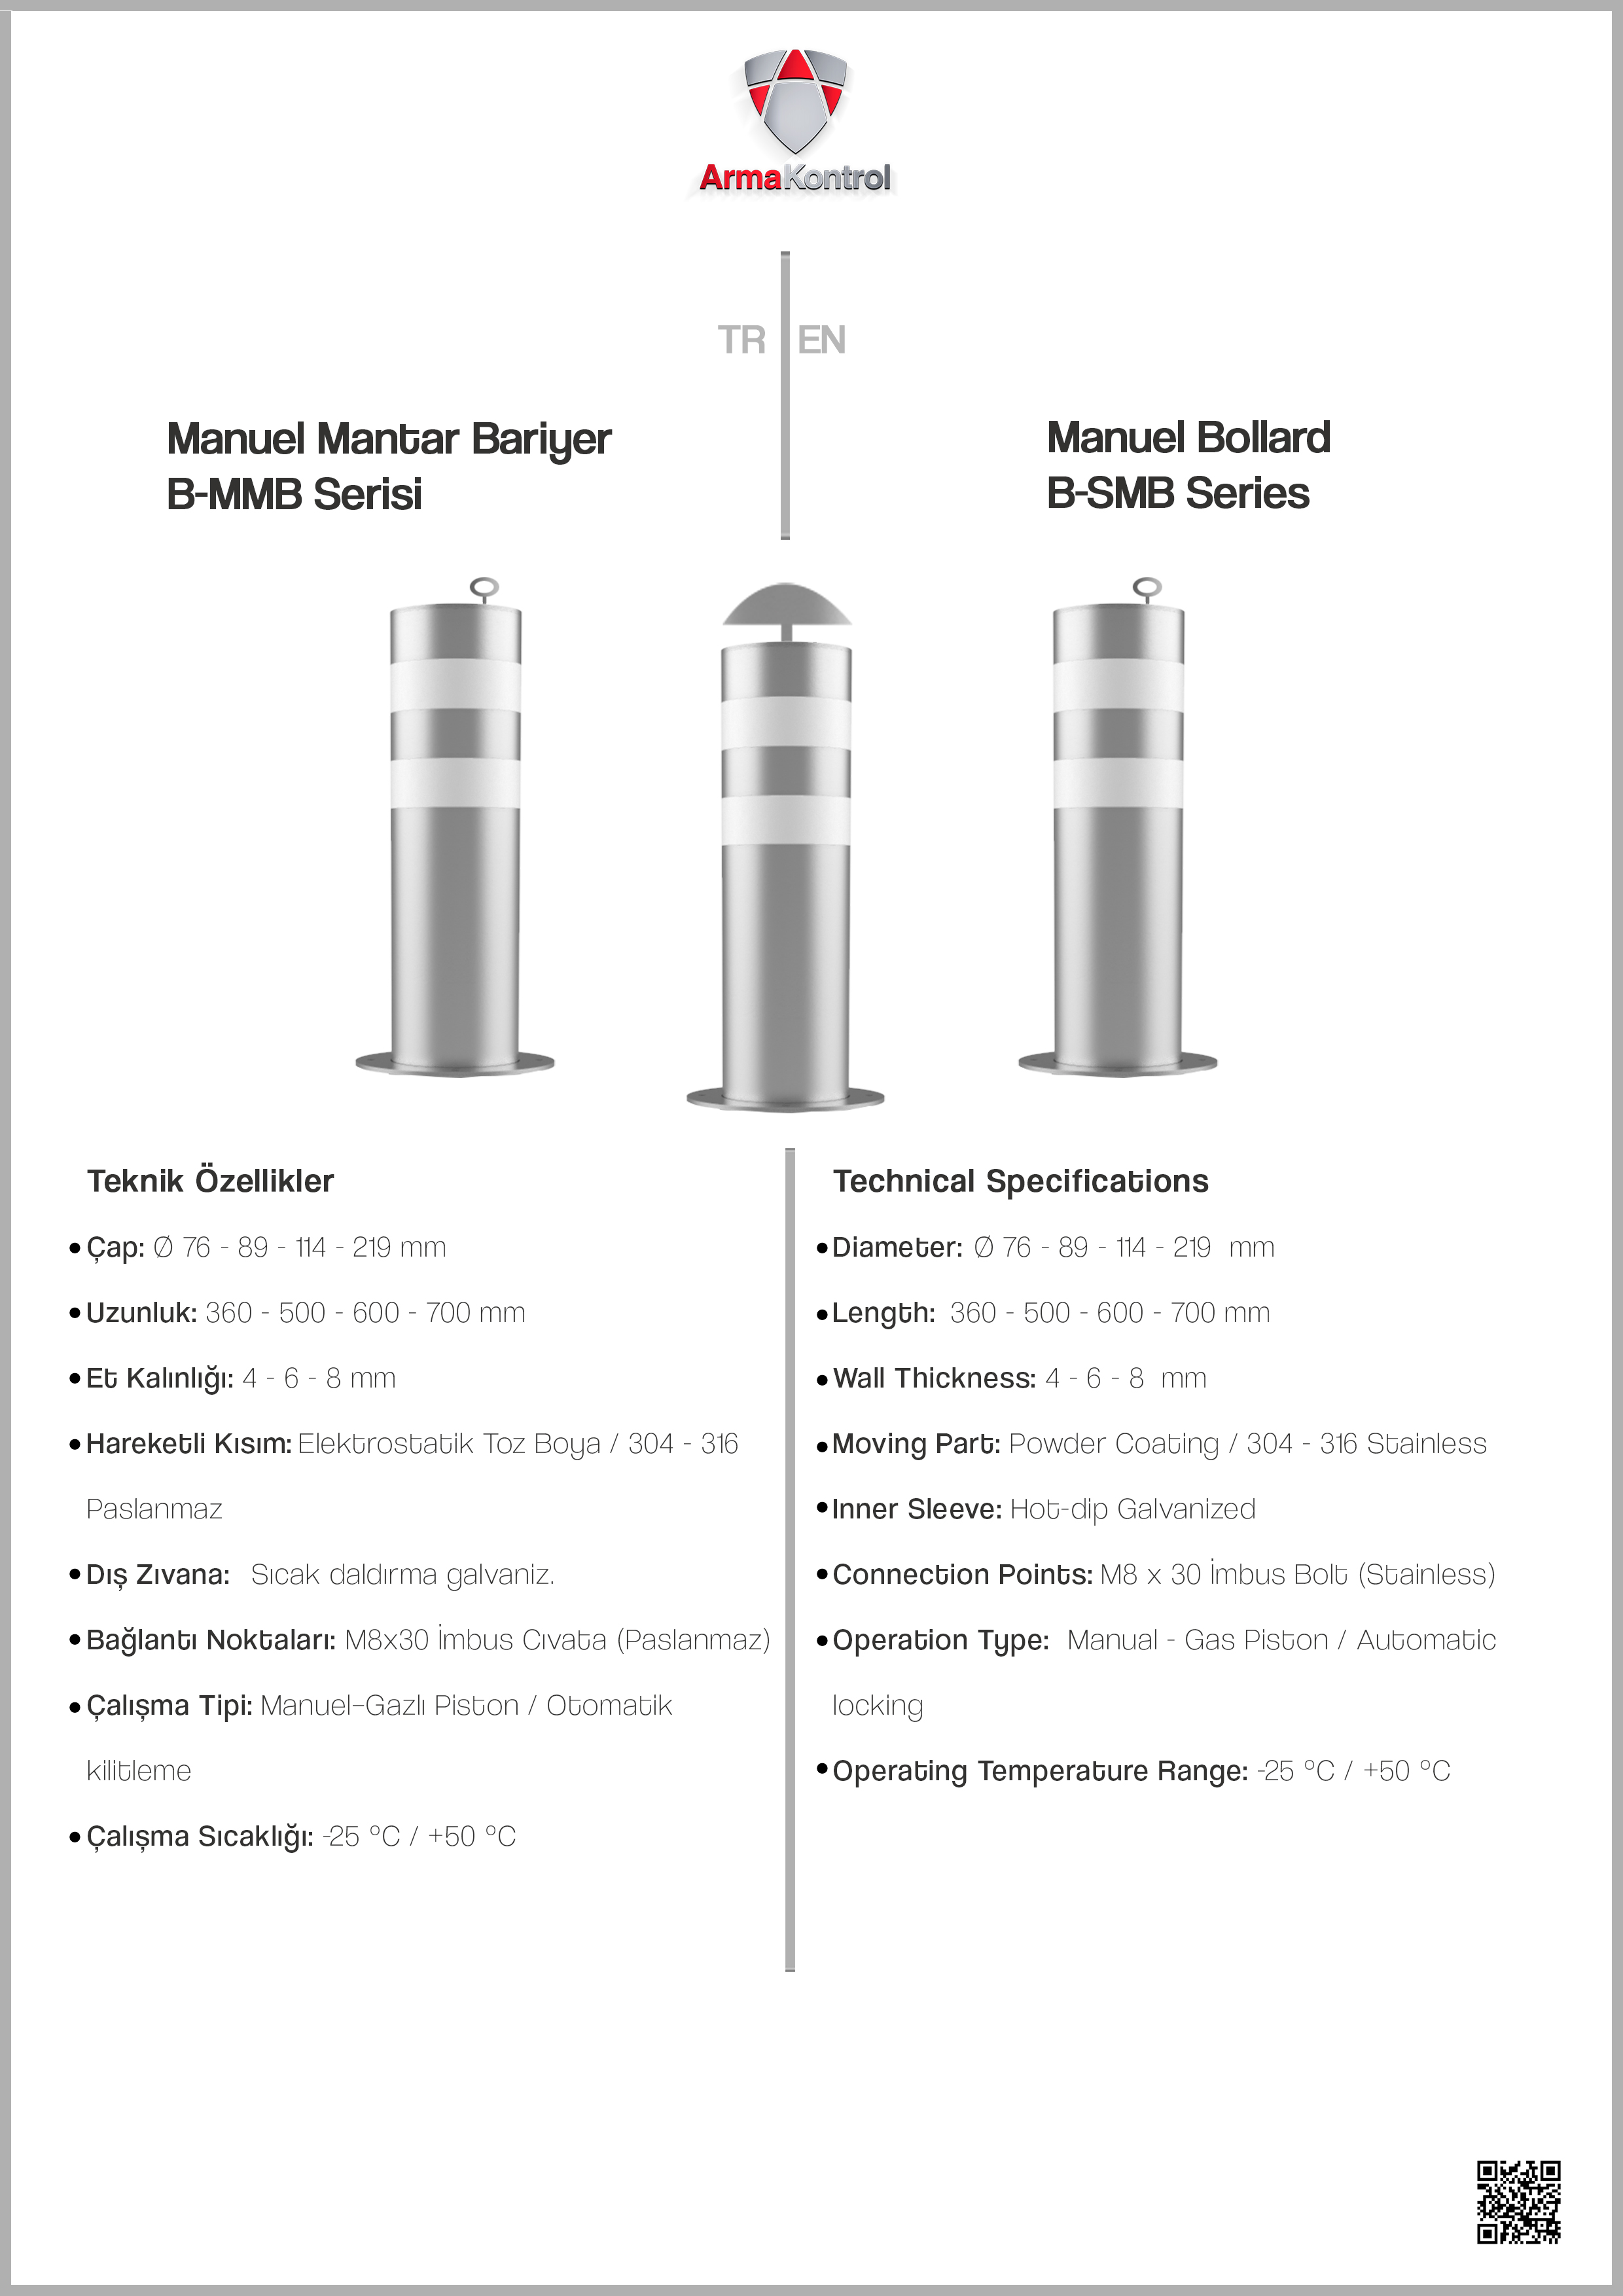 ArmaKontrol
TR EN
Manuel Mantar Bariyer
B-MMB Serisi
Manuel Bollard
B-SMB Series
Teknik Özellikler
Çap: Ø 76 - 89 - 114 - 219 mm
Uzunluk: 360 - 500 - 600 - 700 mm
Et Kalınlığı: 4 - 6 - 8 mm
Hareketli Kısım: Elektrostatik Toz Boya / 304 - 316
Paslanmaz
Dış Zıvana: Sıcak daldırma galvaniz.
Bağlantı Noktaları: M8x30 İmbus Cıvata (Paslanmaz)
Çalışma Tipi: Manuel-Gazlı Piston / Otomatik
kilitleme
Çalışma Sıcaklığı: -25 °C / +50 °C
Technical Specifications
Diameter: Ø 76 - 89 - 114 - 219 mm
Length: 360 - 500 - 600 - 700 mm
Wall Thickness: 4 - 6 - 8 mm
Moving Part: Powder Coating / 304 - 316 Stainless
Inner Sleeve: Hot-dip Galvanized
Connection Points: M8 x 30 İmbus Bolt (Stainless)
Operation Type: Manual - Gas Piston / Automatic
locking
Operating Temperature Range: -25 °C / +50 °C